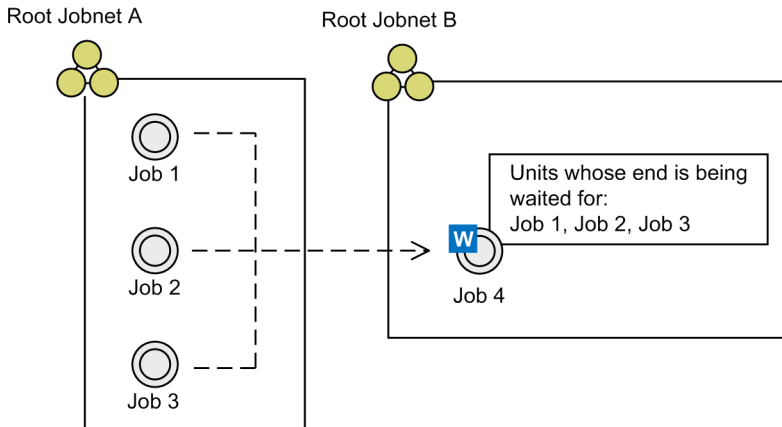 Root Jobnet A
Root Jobnet B
Job 1
Units whose end is being
waited for:
Job 1, Job 2, Job 3
W
Job 2
Job 4
Job 3